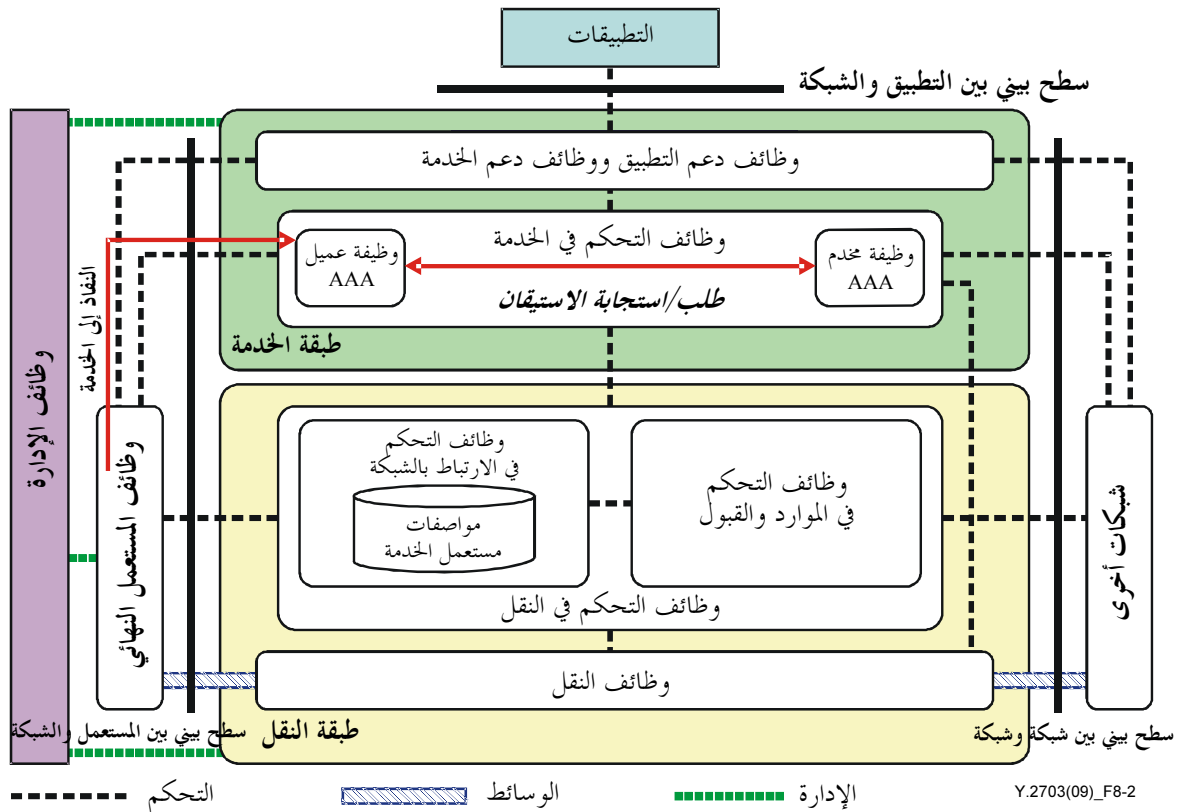 التطبيقات
سطح بيني بين التطبيق والشبكة
وظائف دعم التطبيق ووظائف دعم الخدمة
وظائف التحكم في الخدمة
وظيفة مخدم
AAA
وظيفة عميل
AAA
طلب/استجابة الاستيقان
طبقة الخدمة
النفاذ إلى الخدمة
وظائف الإدارة
وظائف المستعمل النهائي
شبكات أخرى
وظائف التحكم
في الموارد والقبول
وظائف التحكم
في الارتباط بالشبكة
مواصفات
مستعمل الخدمة
وظائف التحكم في النقل
وظائف النقل
طبقة النقل
سطح بيني بين شبكة وشبكة
سطح بيني بين المستعمل والشبكة
التحكم
الوسائط
الإدارة
Y.2703(09)_F8-2